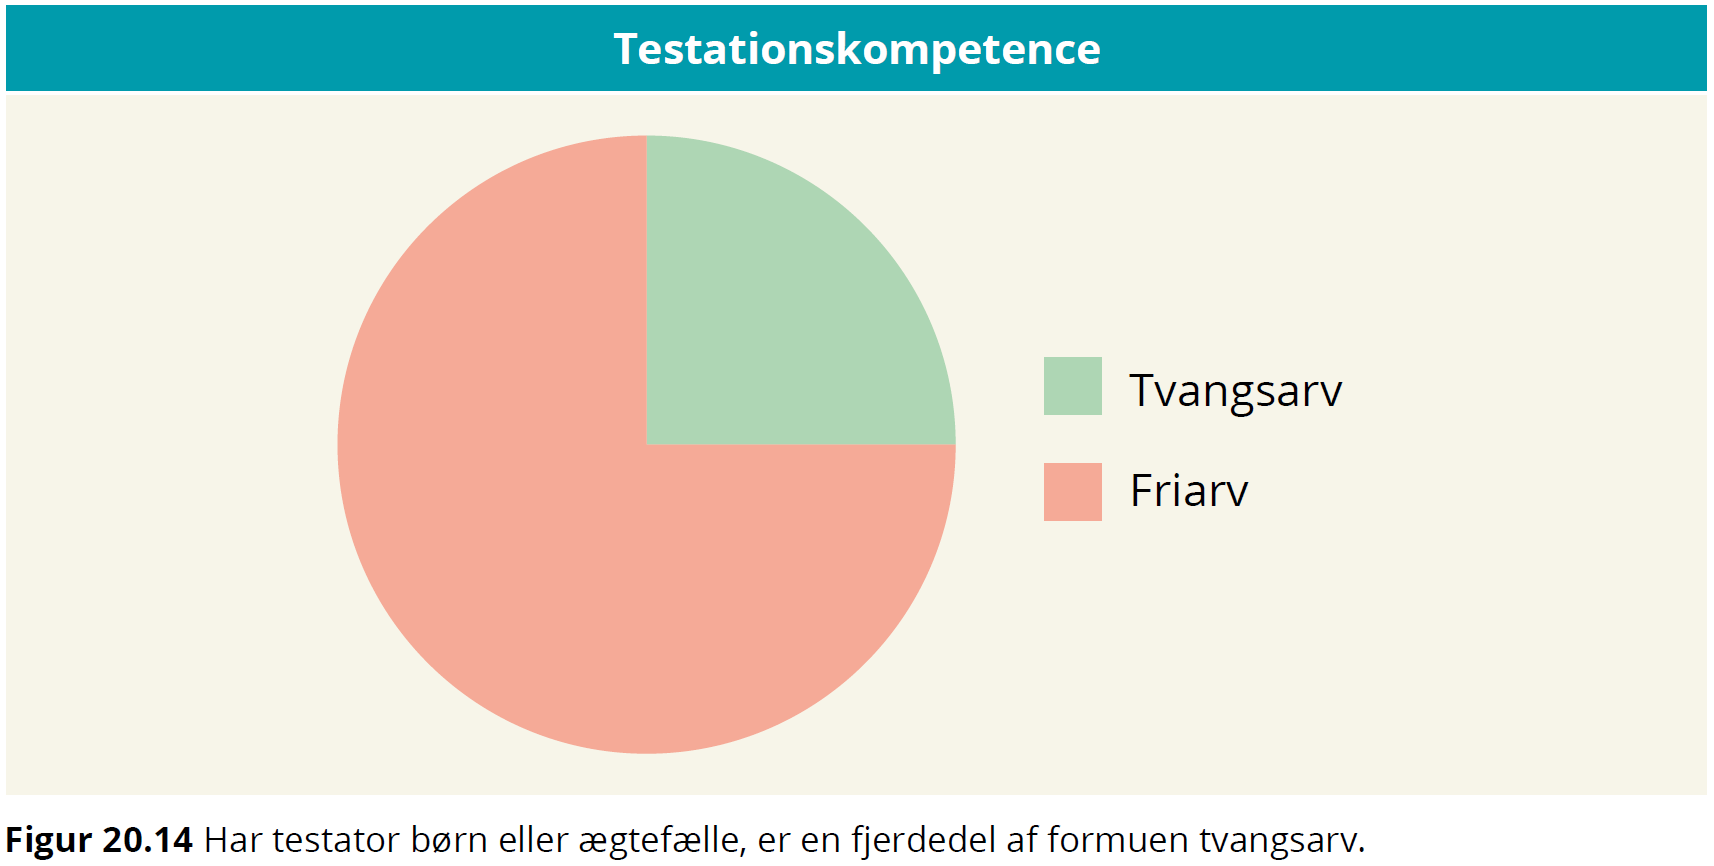 Testationskompetence
Tvangsarv
Friarv
Figur 20.14 Har testator børn eller ægtefælle, er en fjerdedel af formuen tvangsarv.